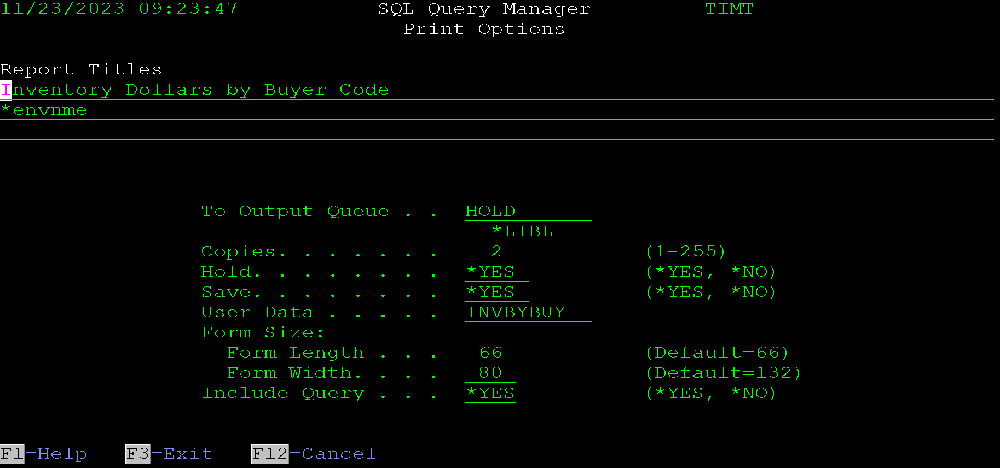 11/23/2023 09:23:47 SQL Query Manager TIMT
Print Options
Report Titles
Inventory Dollars by Buyer Code
*envnme
To Output Queue . . HOLD
*LIBL
Copies. . . . . . . 2 (1-255)
Hold. . . . . . . . *YES (*YES, *NO)
Save. . . . . . . . *YES (*YES, *NO)
User Data . . . . . INVBYBUY
Form Size:
Form Length . . . 66 (Default=66)
Form Width. . . . 80 (Default=132)
Include Query . . . *YES (*YES, *NO)
F1=Help F3=Exit F12=Cancel